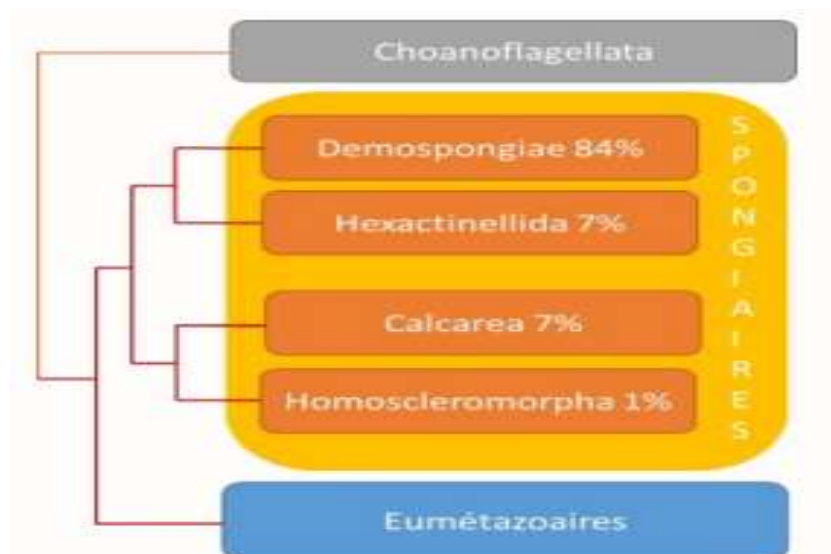 Choanoflagellata
Demospongiae 84%
Hexactinellida 7%
Calcarea 7%
Homoscleromorpha 1%
SPONGIAIRES
Eumétazoaires